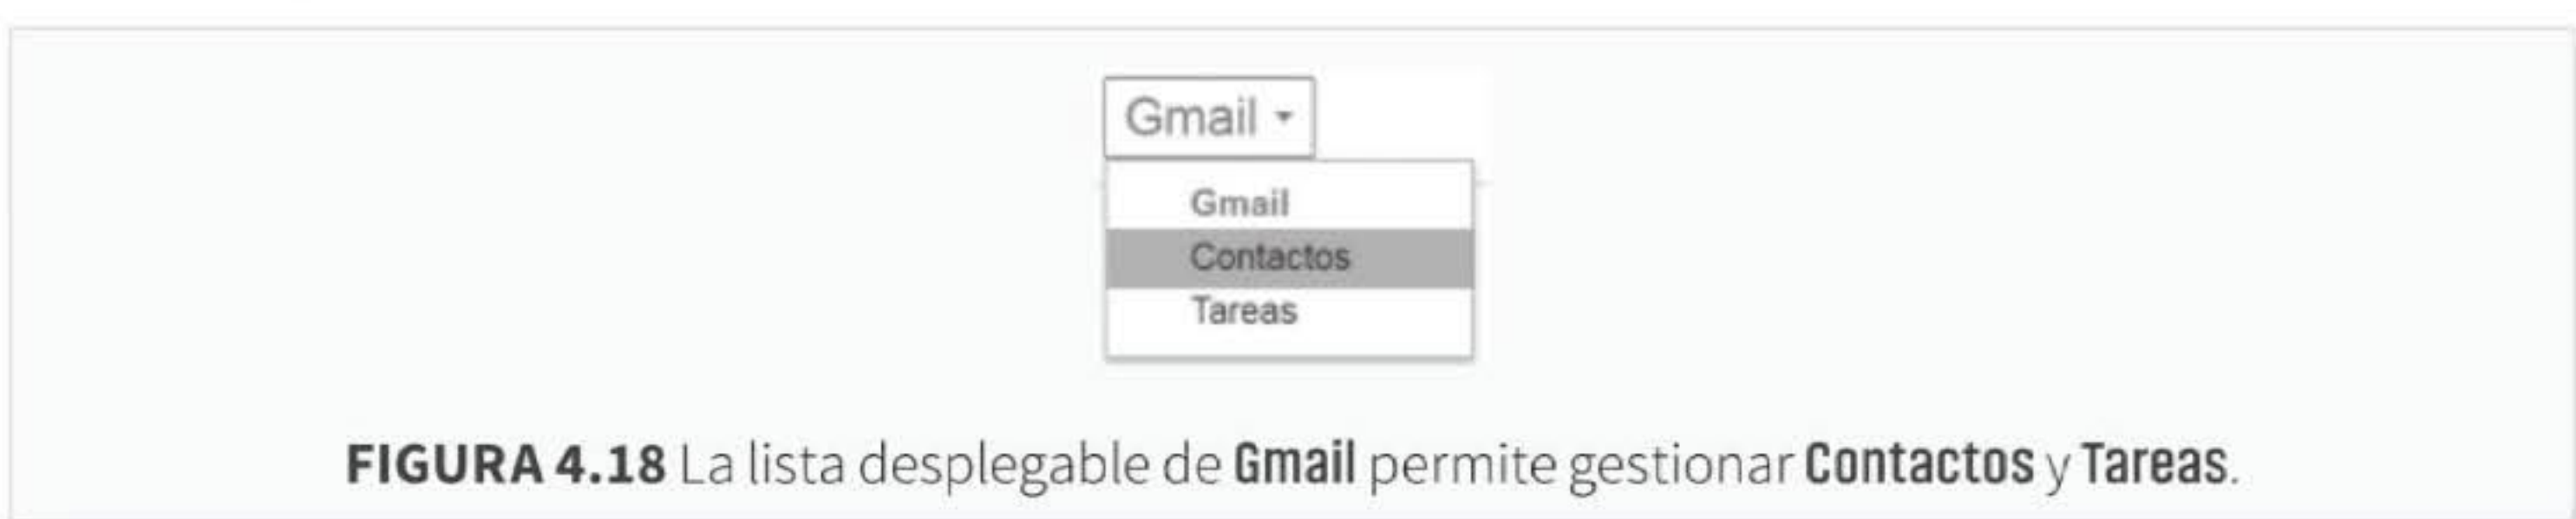 Gmail
Gmail
Contactos
Tareas
FIGURA 4.18 La lista desplegable de Gmail permite gestionar Contactos y Tareas.